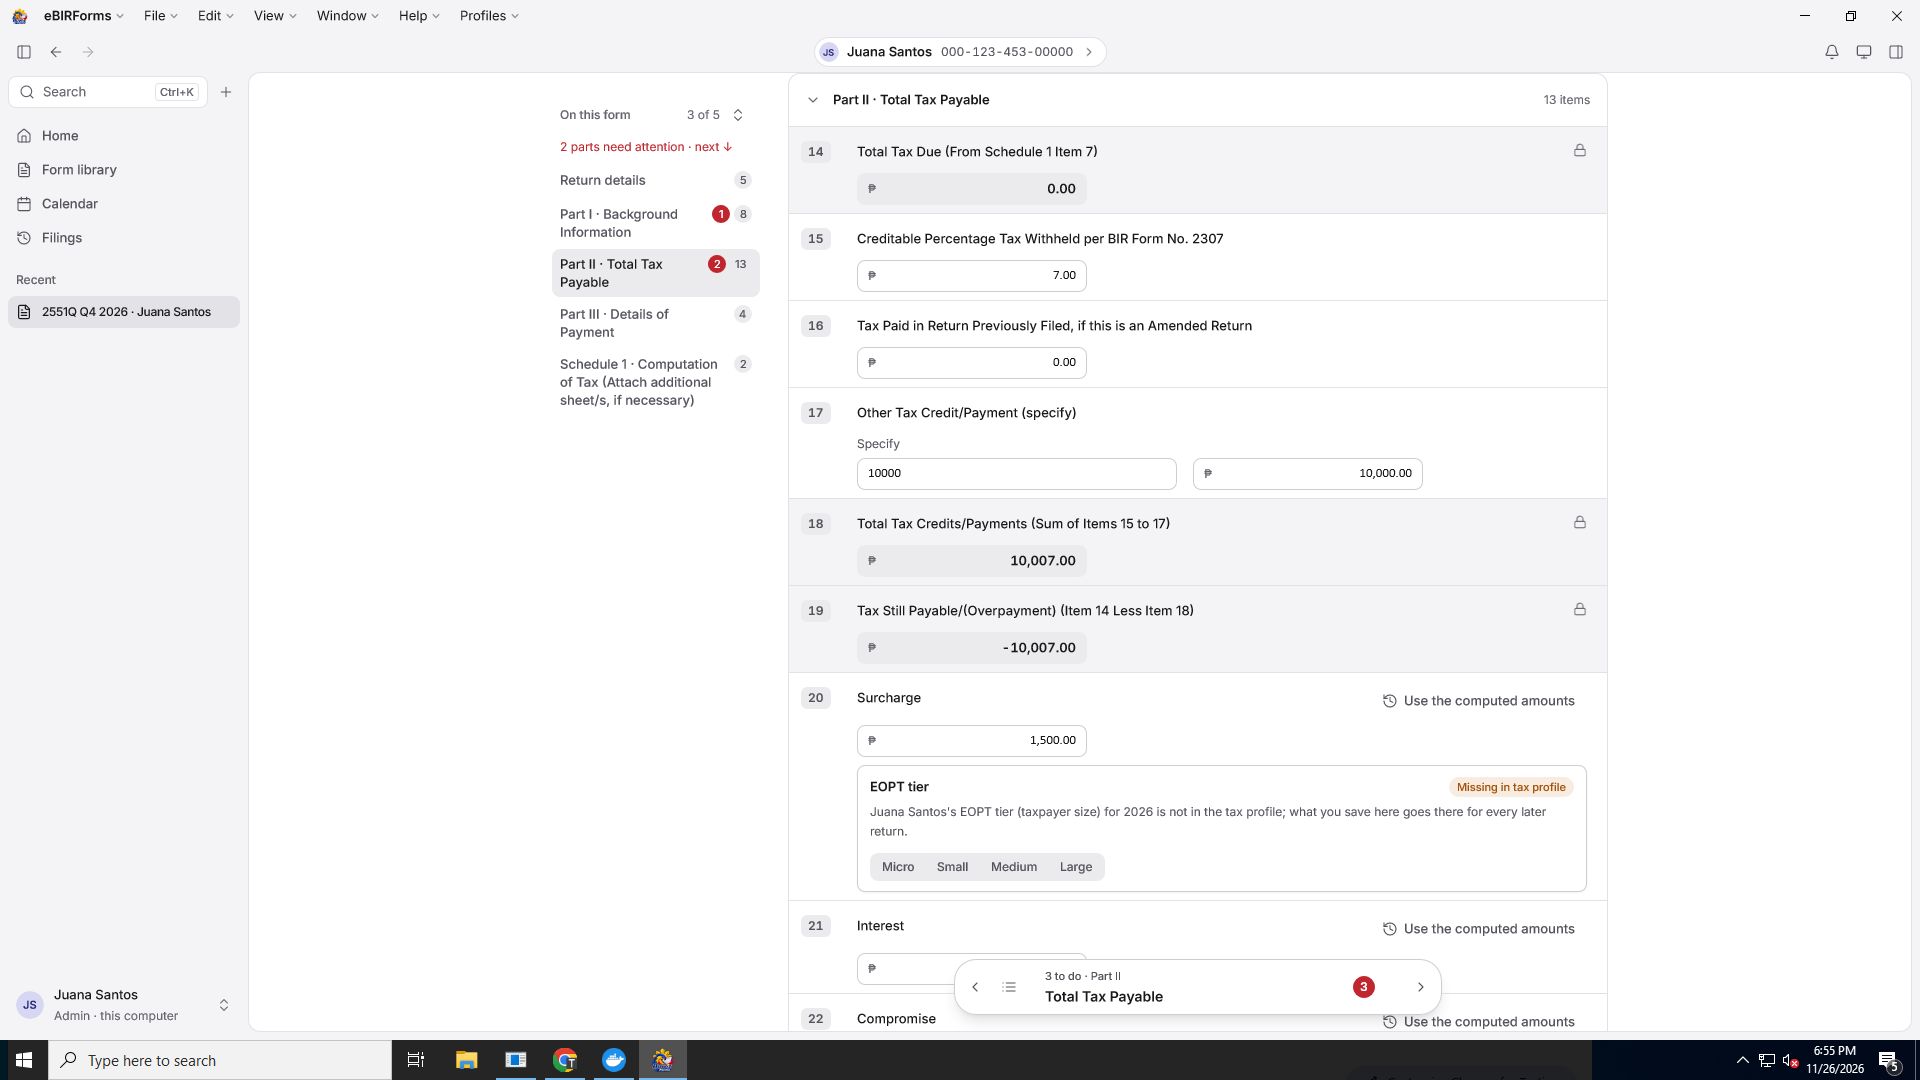 eBIRForms File Edit View Window Help Profiles
JS Juana Santos 000-123-453-00000
Search Ctrl+K
Home
Form library
Calendar
Filings
Recent
2551Q Q4 2026 · Juana Santos
On this form 3 of 5
2 parts need attention · next ↓
Return details 5
Part I · Background Information 1 8
Part II · Total Tax Payable 2 13
Part III · Details of Payment 4
Schedule 1 · Computation of Tax (Attach additional sheet/s, if necessary) 2
Part II · Total Tax Payable 13 items
14 Total Tax Due (From Schedule 1 Item 7)
₱ 0.00
15 Creditable Percentage Tax Withheld per BIR Form No. 2307
₱ 7.00
16 Tax Paid in Return Previously Filed, if this is an Amended Return
₱ 0.00
17 Other Tax Credit/Payment (specify)
Specify
10000 ₱ 10,000.00
18 Total Tax Credits/Payments (Sum of Items 15 to 17)
₱ 10,007.00
19 Tax Still Payable/(Overpayment) (Item 14 Less Item 18)
₱ -10,007.00
20 Surcharge Use the computed amounts
₱ 1,500.00
EOPT tier Missing in tax profile
Juana Santos's EOPT tier (taxpayer size) for 2026 is not in the tax profile; what you save here goes there for every later
return.
Micro Small Medium Large
21 Interest Use the computed amounts
₱
3 to do · Part II
Total Tax Payable 3
22 Compromise Use the computed amounts
JS Juana Santos
Admin · this computer
Type here to search
6:55 PM
11/26/2026
5